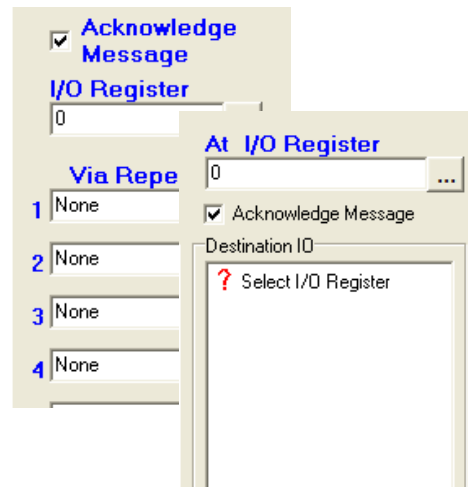 Acknowledge
Message
I/O Register
0
Via Repe
1 None
2 None
3 None
4 None
At I/O Register
0
...
Acknowledge Message
Destination IO
? Select I/O Register